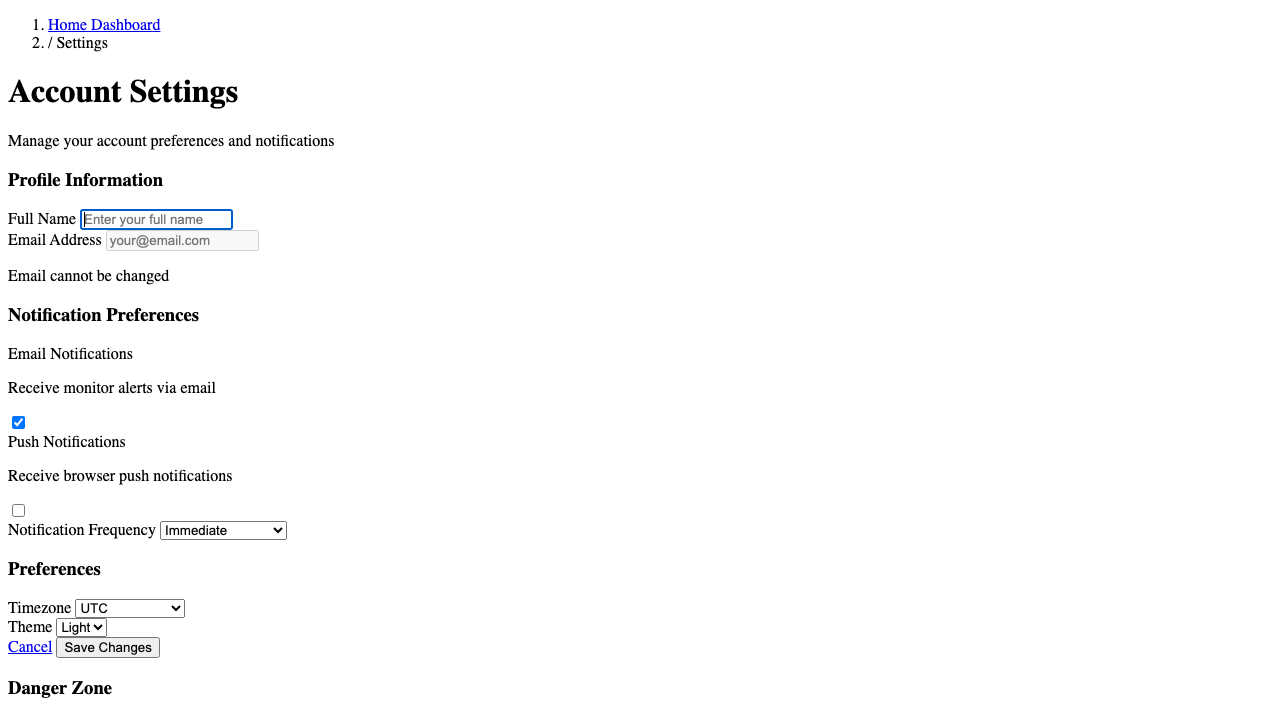 1. Home Dashboard
2. / Settings
Account Settings
Manage your account preferences and notifications
Profile Information
Full Name Enter your full name
Email Address your@email.com
Email cannot be changed
Notification Preferences
Email Notifications
Receive monitor alerts via email
Push Notifications
Receive browser push notifications
Notification Frequency Immediate
Preferences
Timezone UTC
Theme Light
Cancel Save Changes
Danger Zone